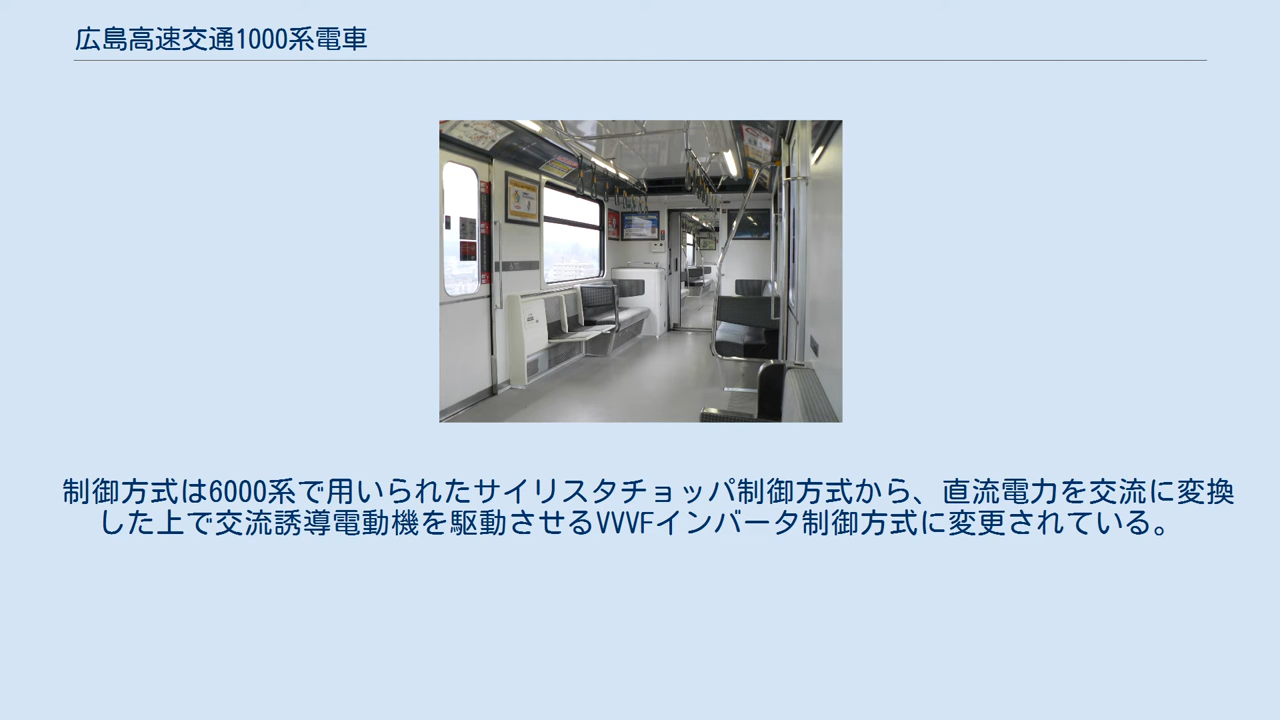 広島高速交通1000系電車
制御方式は6000系で用いられたサイリスタチョッパ制御方式から、直流電力を交流に変換
した上で交流誘導電動機を駆動させるVVVFインバータ制御方式に変更されている。